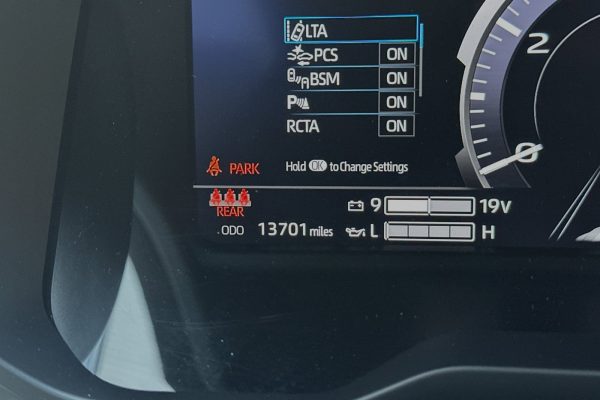 LTA
PCS ON
BSM ON
P ON
RCTA ON
2
0
PARK Hold OK to Change Settings
REAR
9 19V
ODO 13701 miles L H